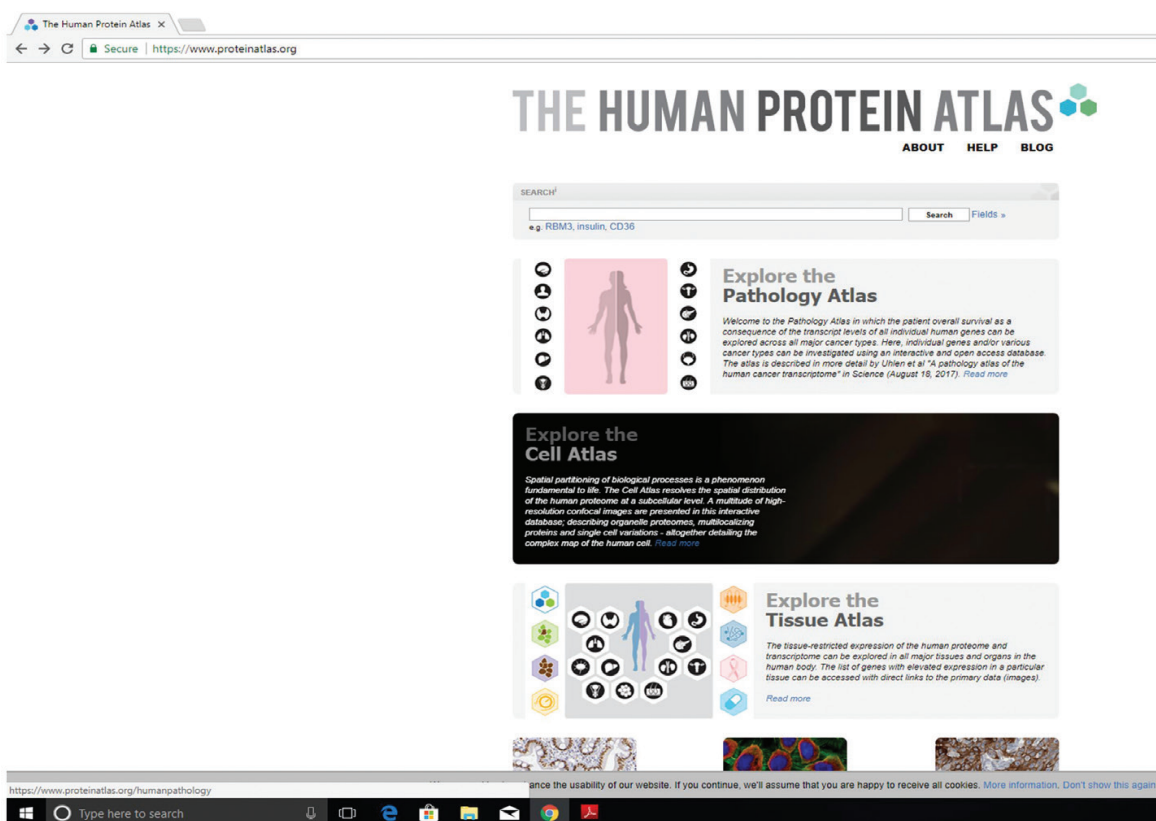 The Human Protein Atlas
Secure | https://www.proteinatlas.org
THE HUMAN PROTEIN ATLAS
ABOUT HELP BLOG
SEARCHi
Search Fields »
e.g. RBM3, insulin, CD36
Explore the
Pathology Atlas
Welcome to the Pathology Atlas in which the patient overall survival as a
consequence of the transcript levels of all individual human genes can be
explored across all major cancer types. Here, individual genes and/or various
cancer types can be investigated using an interactive and open access database.
The atlas is described in more detail by Uhlen et al "A pathology atlas of the
human cancer transcriptome" in Science (August 18, 2017). Read more
Explore the
Cell Atlas
Spatial partitioning of biological processes is a phenomenon
fundamental to life. The Cell Atlas resolves the spatial distribution
of the human proteome at a subcellular level. A multitude of high-
resolution confocal images are presented in this interactive
database; describing organelle proteomes, multilocalizing
proteins and single cell variations - altogether detailing the
complex map of the human cell. Read more
Explore the
Tissue Atlas
The tissue-restricted expression of the human proteome and
transcriptome can be explored in all major tissues and organs in the
human body. The list of genes with elevated expression in a particular
tissue can be accessed with direct links to the primary data (images).
Read more
ance the usability of our website. If you continue, we'll assume that you are happy to receive all cookies. More information. Don't show this again
https://www.proteinatlas.org/humanpathology
Type here to search